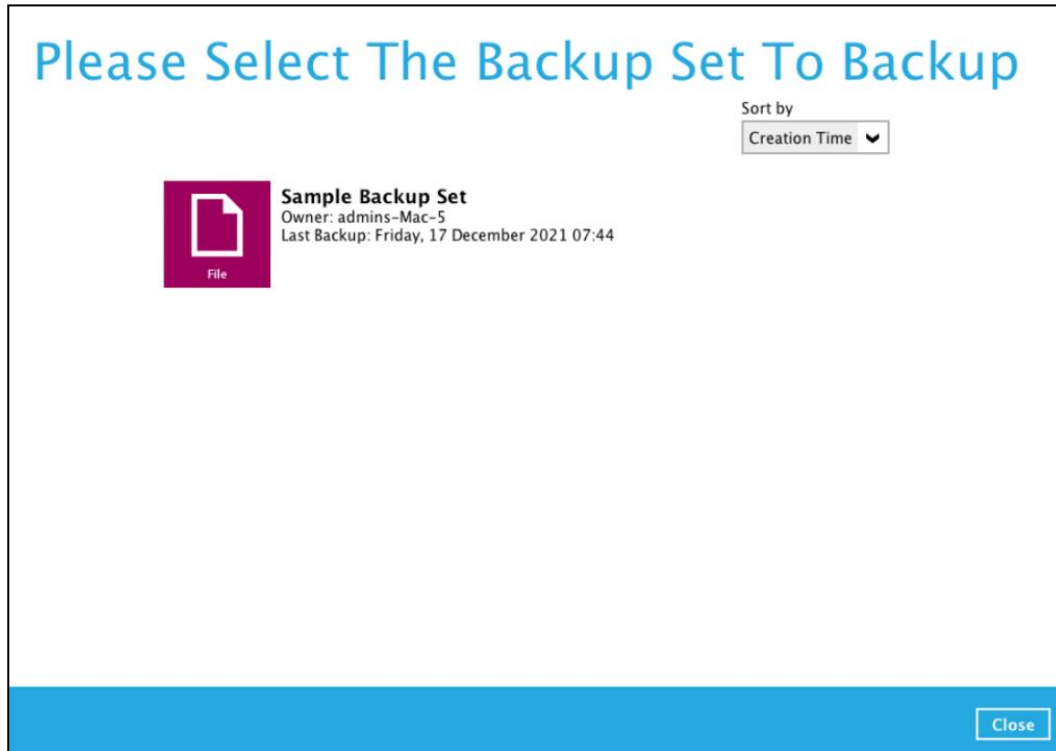 Please Select The Backup Set To Backup
Sort by
Creation Time
Sample Backup Set
Owner: admins-Mac-5
Last Backup: Friday, 17 December 2021 07:44
File
Close